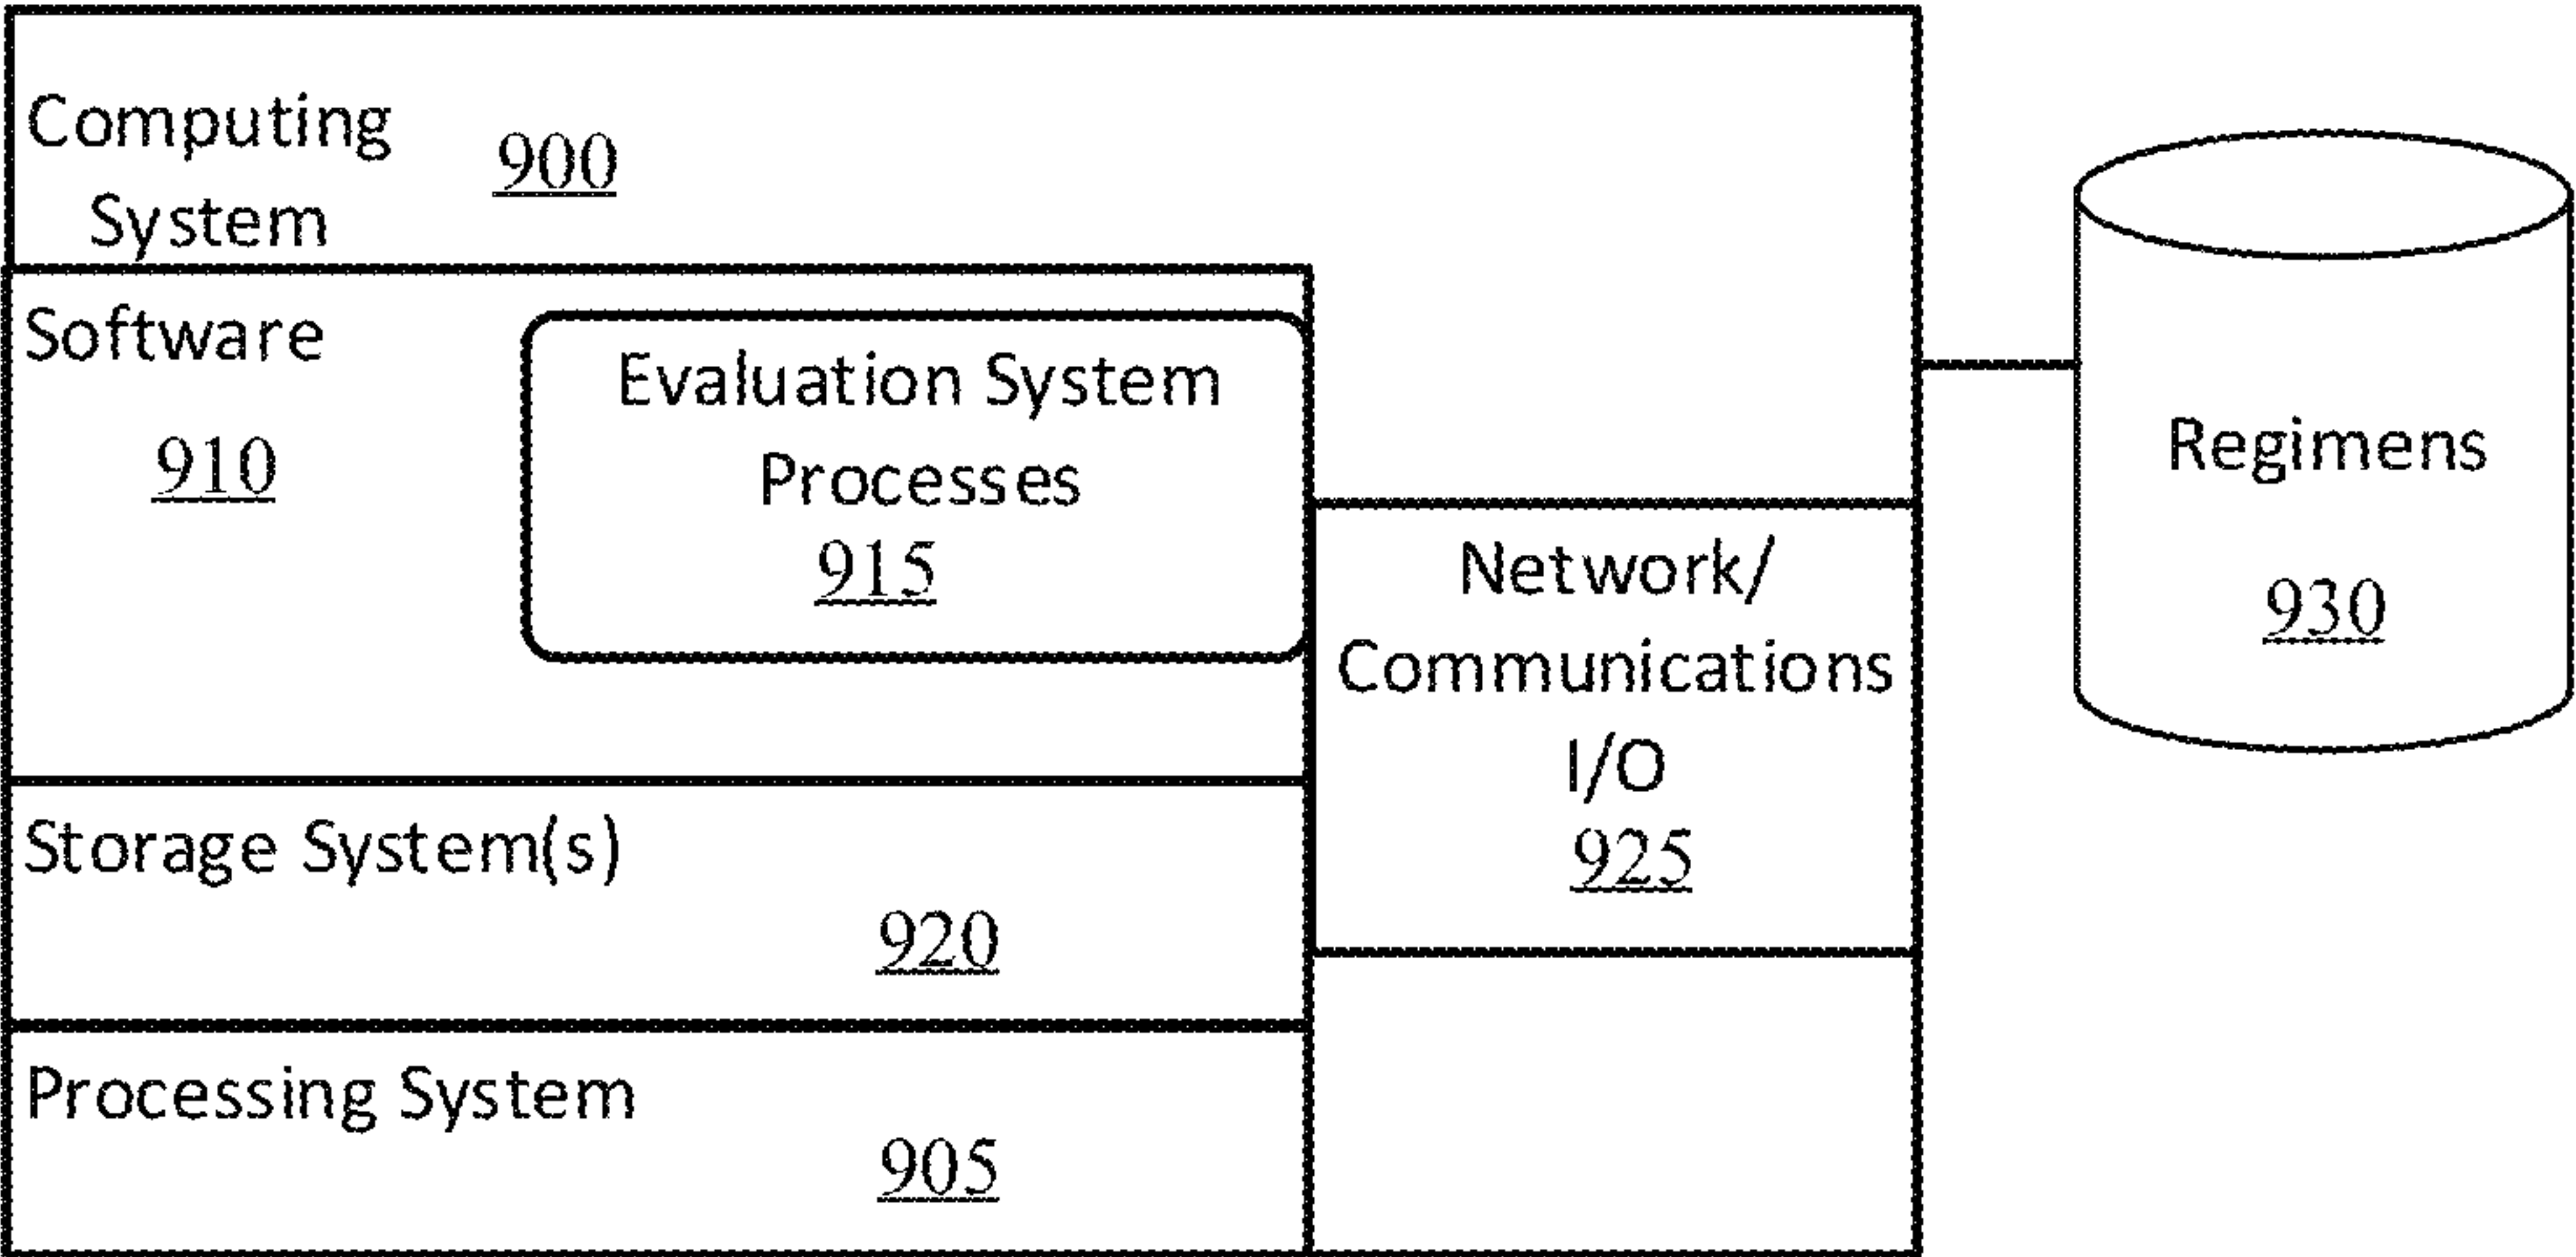 Computing
System
900
Software
910
Evaluation System
Processes
915
Storage System(s)
920
Processing System
905
Network/
Communications
I/O
925
Regimens
930